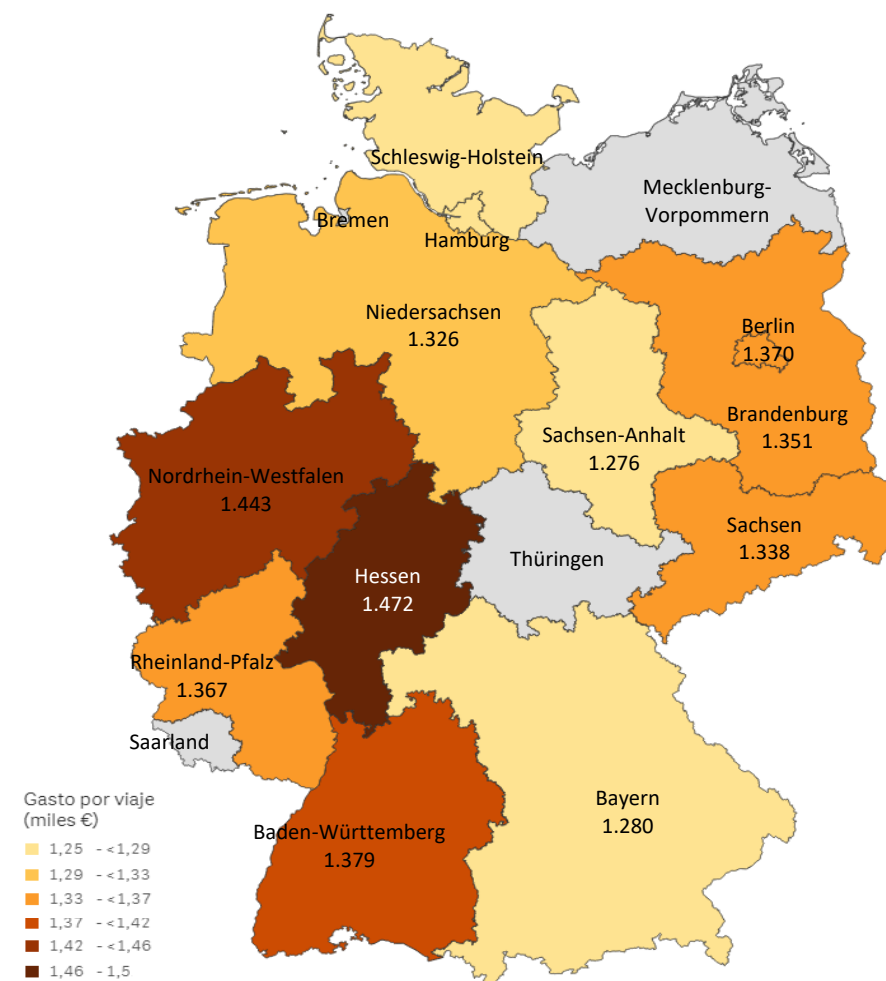 Schleswig-Holstein
Mecklenburg-
Vorpommern
Bremen
Hamburg
Niedersachsen
1.326
Berlin
1.370
Brandenburg
1.351
Sachsen-Anhalt
1.276
Nordrhein-Westfalen
1.443
Sachsen
1.338
Thüringen
Hessen
1.472
Rheinland-Pfalz
1.367
Saarland
Bayern
1.280
Baden-Württemberg
1.379
Gasto por viaje
(miles €)
1,25 - <1,29
1,29 - <1,33
1,33 - <1,37
1,37 - <1,42
1,42 - <1,46
1,46 - 1,5